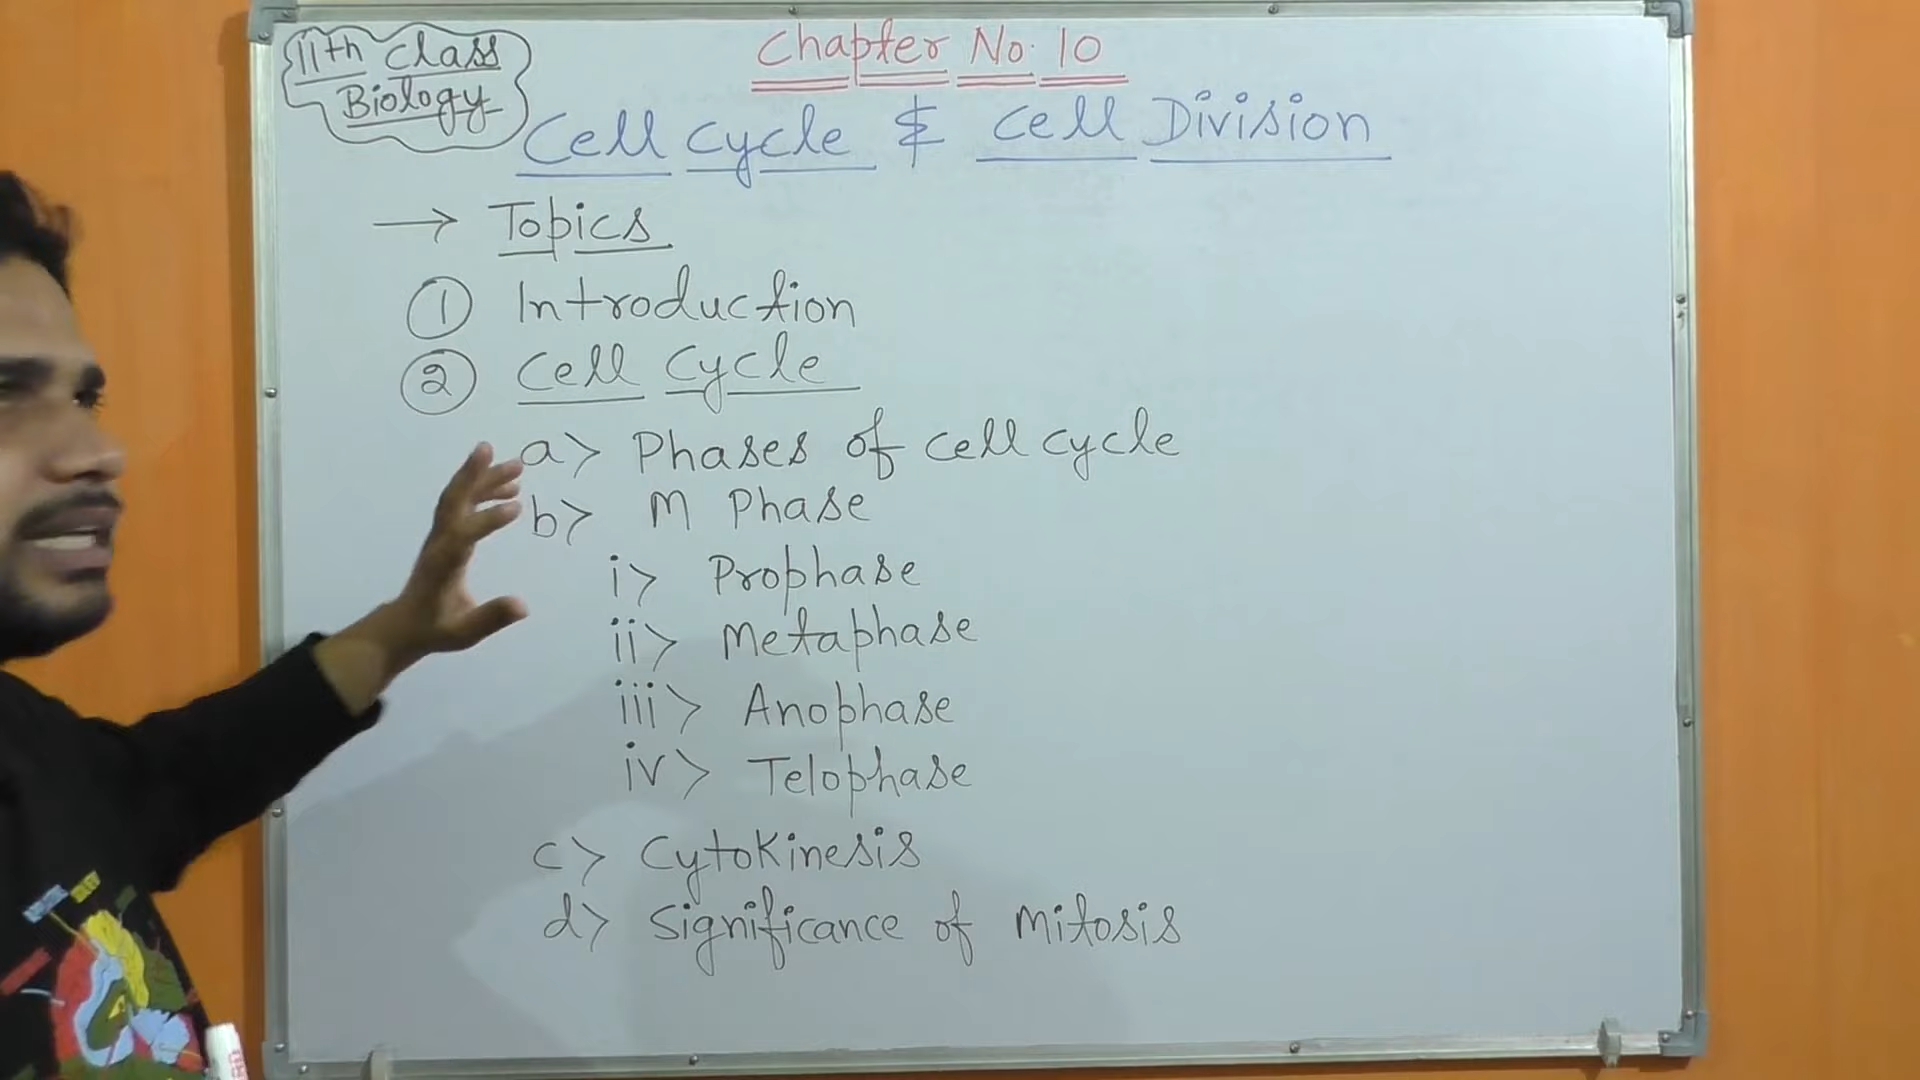 11th Class
Biology
Chapter No. 10
Cell Cycle & Cell Division
→ Topics
① Introduction
② Cell Cycle
a> Phases of cell cycle
b> M Phase
i> Prophase
ii> Metaphase
iii> Anophase
iv> Telophase
c> Cytokinesis
d> Significance of Mitosis